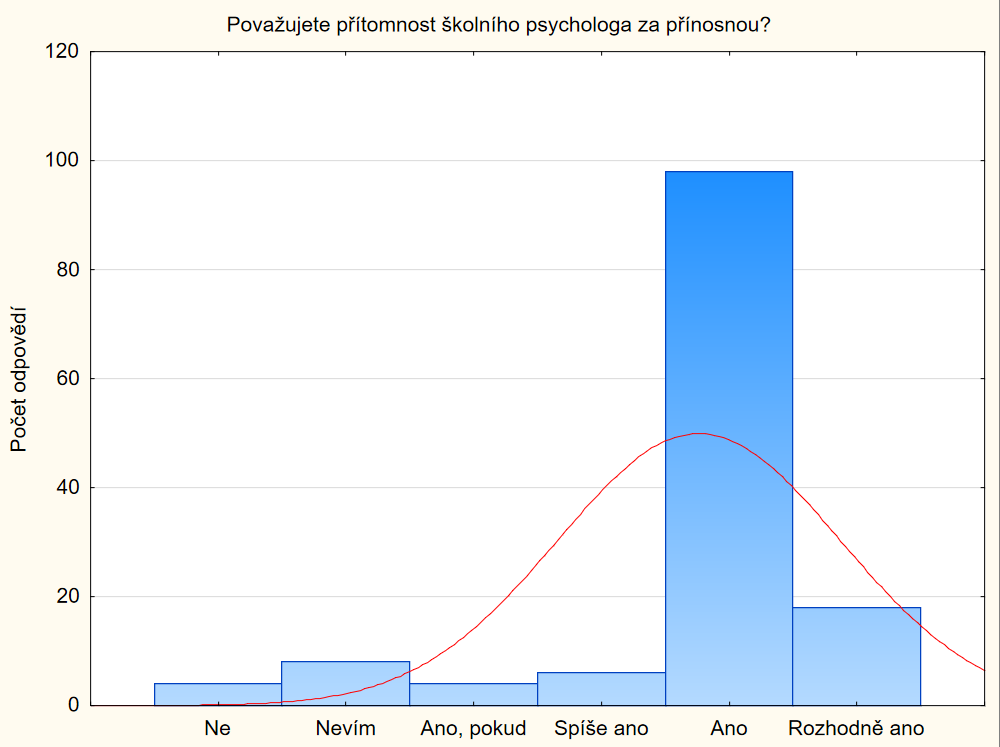 Považujete přítomnost školního psychologa za přínosnou?
120
100
80
60
40
20
0
Počet odpovědí
Ne
Nevím
Ano, pokud
Spíše ano
Ano
Rozhodně ano